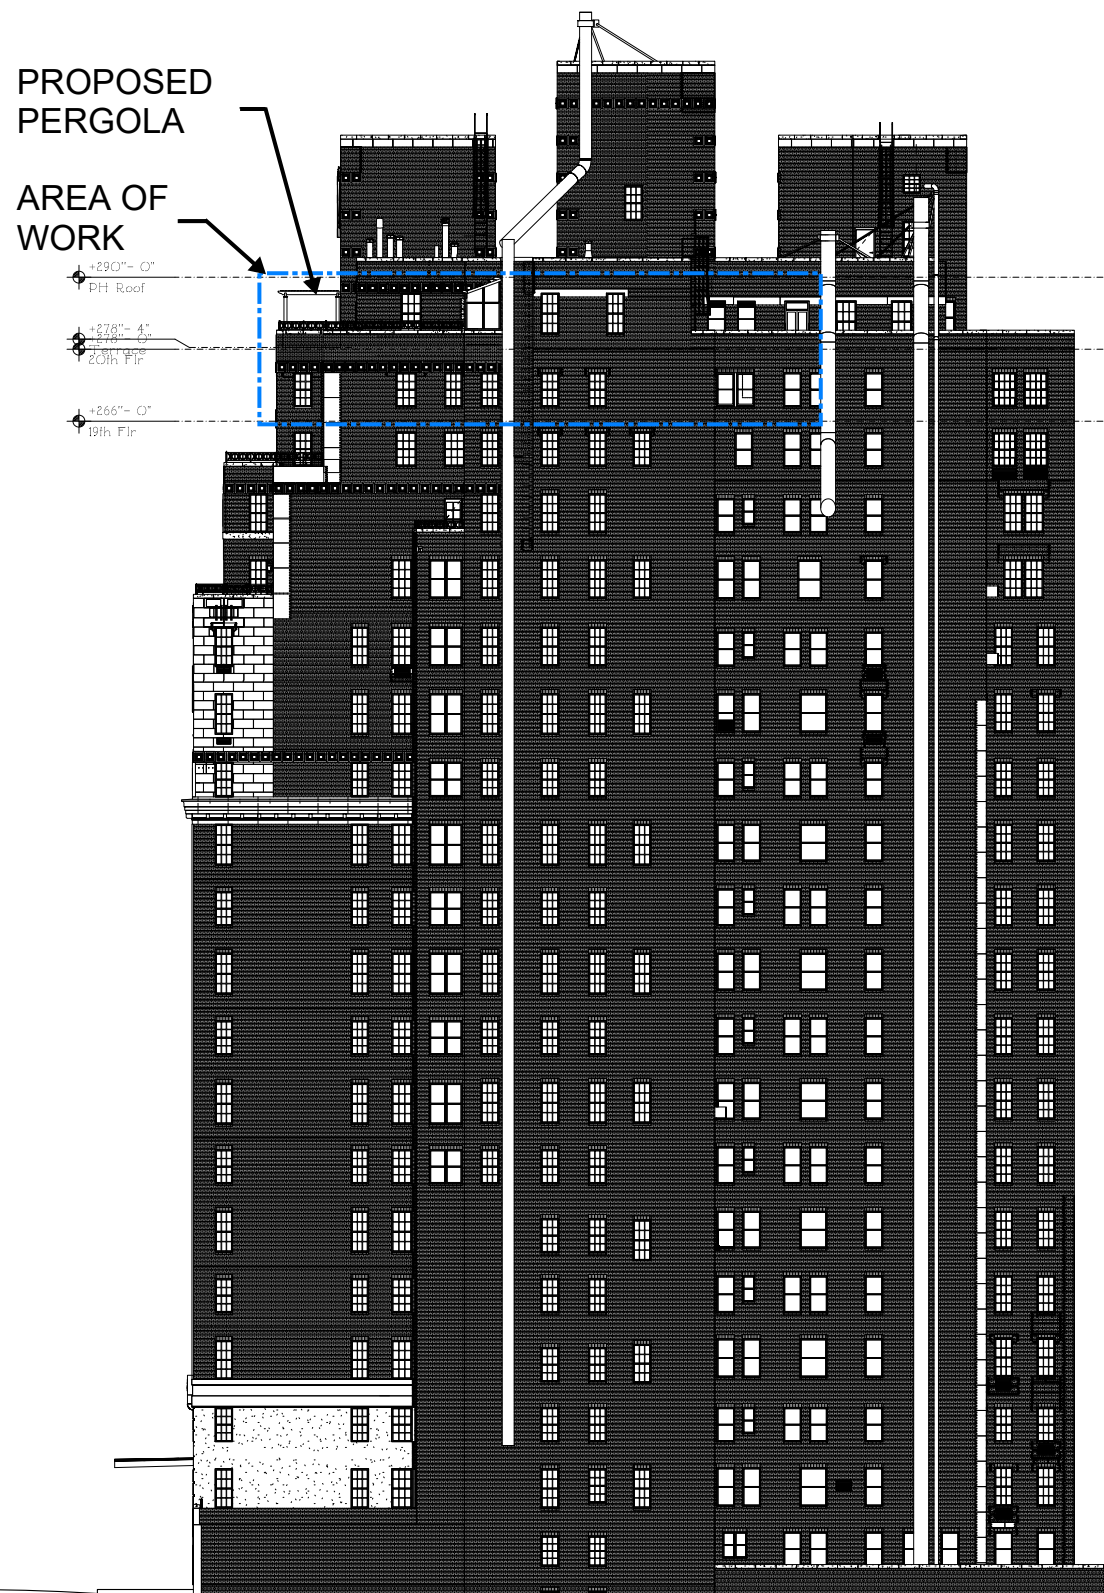 PROPOSED
PERGOLA
AREA OF
WORK
+290"- 0"
PH Roof
+278"- 4"
+278"- 0"
Terrace
20th Flr
+266"- 0"
19th Flr